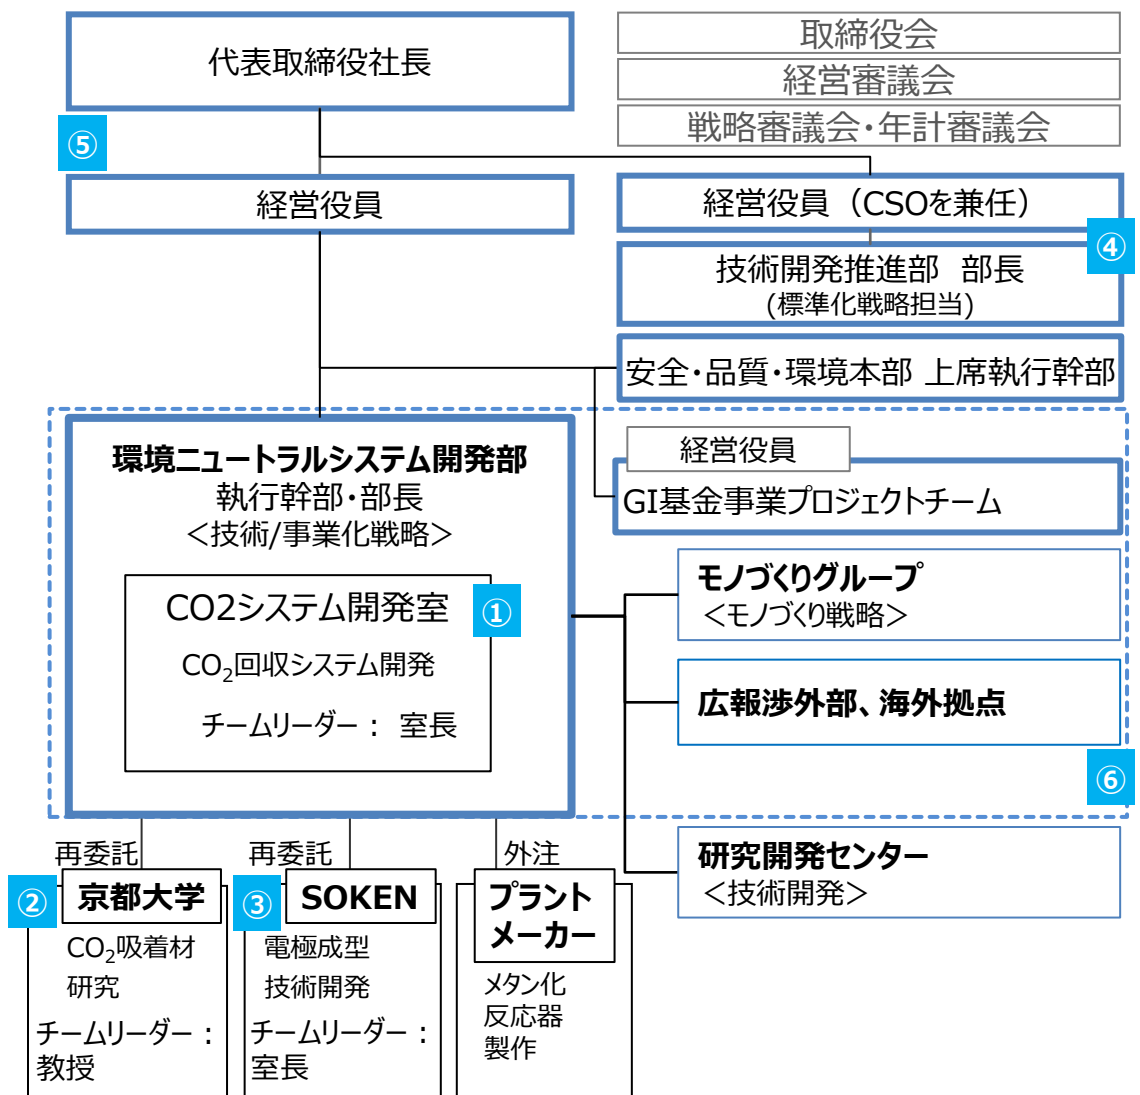 代表取締役社長
取締役会
経営審議会
戦略審議会・年計審議会
⑤
経営役員
経営役員（CSOを兼任）
④
技術開発推進部 部長
(標準化戦略担当)
安全・品質・環境本部 上席執行幹部
環境ニュートラルシステム開発部
執行幹部・部長
＜技術/事業化戦略＞
経営役員
GI基金事業プロジェクトチーム
CO2システム開発室
①
CO₂回収システム開発
チームリーダー： 室長
モノづくりグループ
＜モノづくり戦略＞
広報渉外部、海外拠点
⑥
研究開発センター
＜技術開発＞
再委託
②
京都大学
CO₂吸着材
研究
チームリーダー：
教授
再委託
③
SOKEN
電極成型
技術開発
チームリーダー：
室長
外注
プラント
メーカー
メタン化
反応器
製作